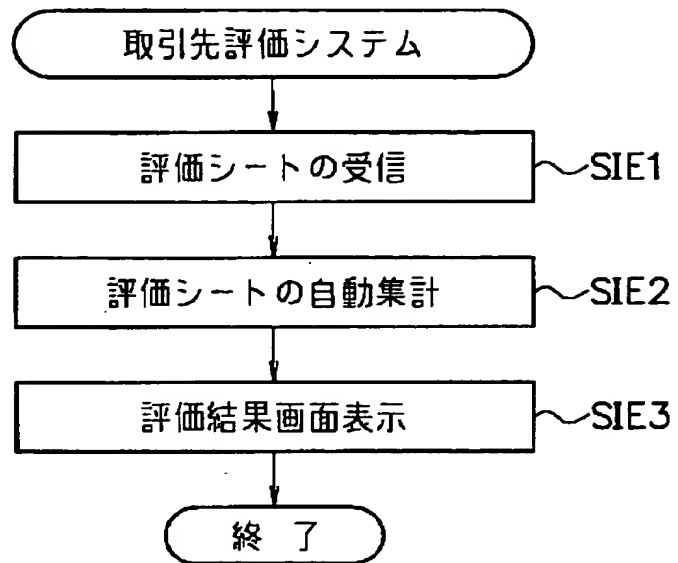 取引先評価システム
評価シートの受信
SIE1
評価シートの自動集計
SIE2
評価結果画面表示
SIE3
終了